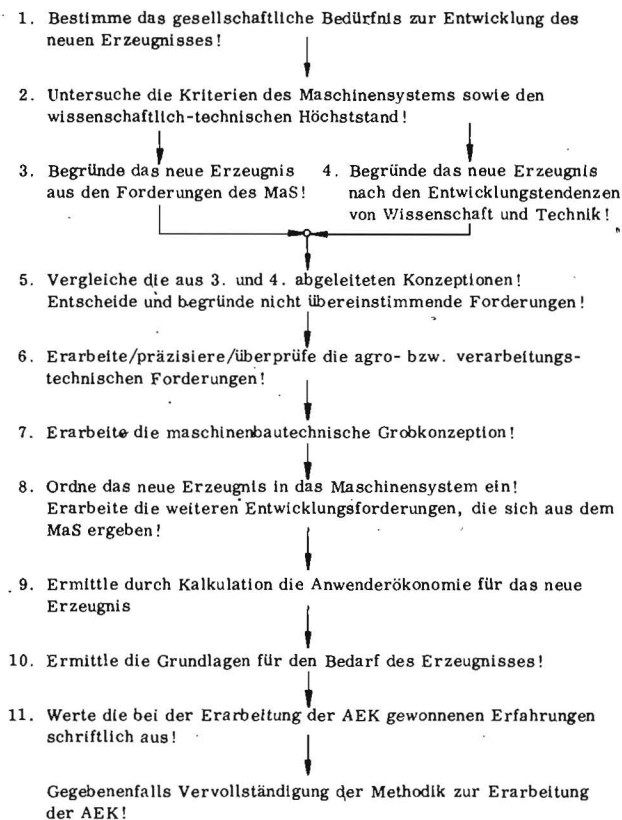 1. Bestimme das gesellschaftliche Bedürfnis zur Entwicklung des
neuen Erzeugnisses!
2. Untersuche die Kriterien des Maschinensystems sowie den
wissenschaftlich-technischen Höchststand!
3. Begründe das neue Erzeugnis
aus den Forderungen des MaS!
4. Begründe das neue Erzeugnis
nach den Entwicklungstendenzen
von Wissenschaft und Technik!
5. Vergleiche die aus 3. und 4. abgeleiteten Konzeptionen!
Entscheide und begründe nicht übereinstimmende Forderungen!
6. Erarbeite/präzisiere/überprüfe die agro- bzw. verarbeitungs-
technischen Forderungen!
7. Erarbeite die maschinenbautechnische Grobkonzeption!
8. Ordne das neue Erzeugnis in das Maschinensystem ein!
Erarbeite die weiteren Entwicklungsforderungen, die sich aus dem
MaS ergeben!
9. Ermittle durch Kalkulation die Anwenderökonomie für das neue
Erzeugnis
10. Ermittle die Grundlagen für den Bedarf des Erzeugnisses!
11. Werte die bei der Erarbeitung der AEK gewonnenen Erfahrungen
schriftlich aus!
Gegebenenfalls Vervollständigung der Methodik zur Erarbeitung
der AEK!